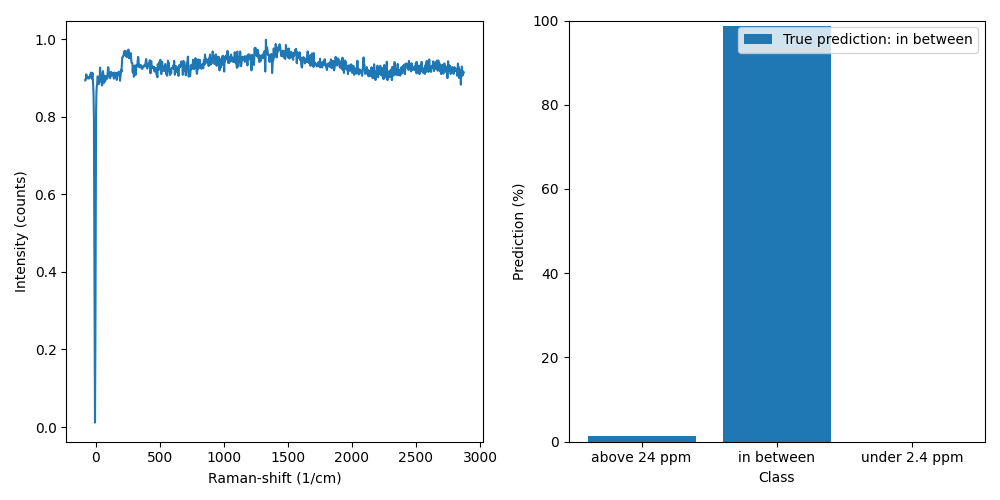 1.0
0.8
0.6
0.4
0.2
0.0
Intensity (counts)
0 500 1000 1500 2000 2500 3000
Raman-shift (1/cm)
100
80
60
40
20
0
Prediction (%)
True prediction: in between
above 24 ppm in between under 2.4 ppm
Class